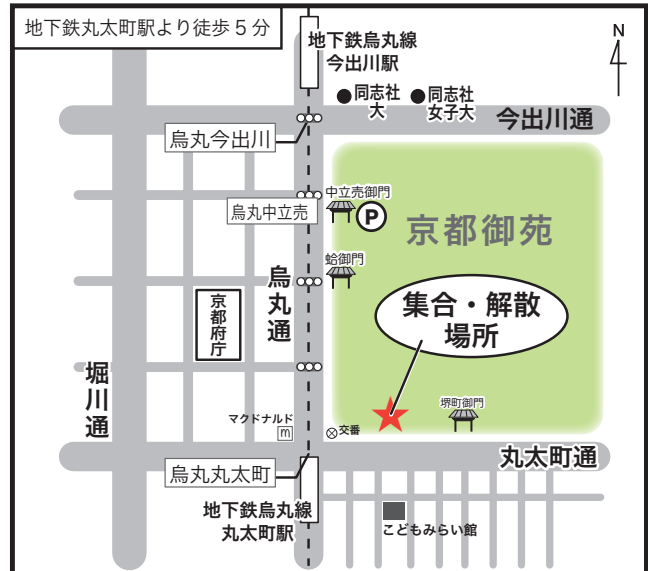 地下鉄丸太町駅より徒歩5分
地下鉄烏丸線
今出川駅
N
同志社
大
同志社
女子大
今出川通
烏丸今出川
中立売御門
烏丸中立売
P
京都御苑
蛤御門
烏丸通
京都府庁
集合・解散
場所
堀川通
堺町御門
マクドナルド
m
交番
丸太町通
烏丸丸太町
地下鉄烏丸線
丸太町駅
こどもみらい館